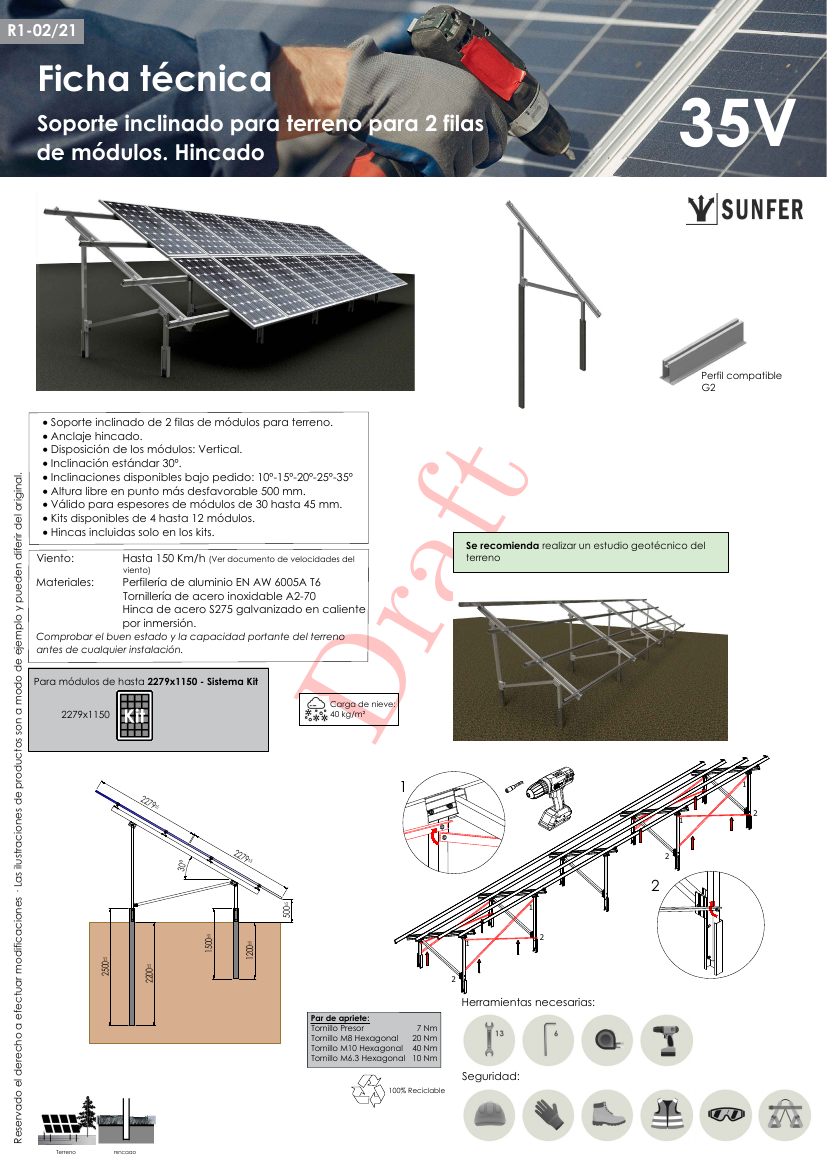 R1-02/21
Ficha técnica
Soporte inclinado para terreno para 2 filas
de módulos. Hincado
35V
SUNFER
Perfil compatible
G2
• Soporte inclinado de 2 filas de módulos para terreno.
• Anclaje hincado.
• Disposición de los módulos: Vertical.
• Inclinación estándar 30º.
• Inclinaciones disponibles bajo pedido: 10º-15º-20º-25º-35º
• Altura libre en punto más desfavorable 500 mm.
• Válido para espesores de módulos de 30 hasta 45 mm.
• Kits disponibles de 4 hasta 12 módulos.
• Hincas incluidas solo en los kits.
Draft
Se recomienda realizar un estudio geotécnico del
terreno
Viento: Hasta 150 Km/h (Ver documento de velocidades del
viento)
Materiales: Perfilería de aluminio EN AW 6005A T6
Tornillería de acero inoxidable A2-70
Hinca de acero S275 galvanizado en caliente
por inmersión.
Comprobar el buen estado y la capacidad portante del terreno
antes de cualquier instalación.
Para módulos de hasta 2279x1150 - Sistema Kit
2279x1150
Kit
Carga de nieve:
40 kg/m²
Reservado el derecho a efectuar modificaciones - Las ilustraciones de productos son a modo de ejemplo y pueden diferir del original.
2279
2279
30°
500
2500
2200
1500
1200
1
1
2
1
2
2
1
1
2
2
Par de apriete:
Tornillo Presor 7 Nm
Tornillo M8 Hexagonal 20 Nm
Tornillo M10 Hexagonal 40 Nm
Tornillo M6.3 Hexagonal 10 Nm
100% Reciclable
Herramientas necesarias:
13
6
Seguridad:
Terreno